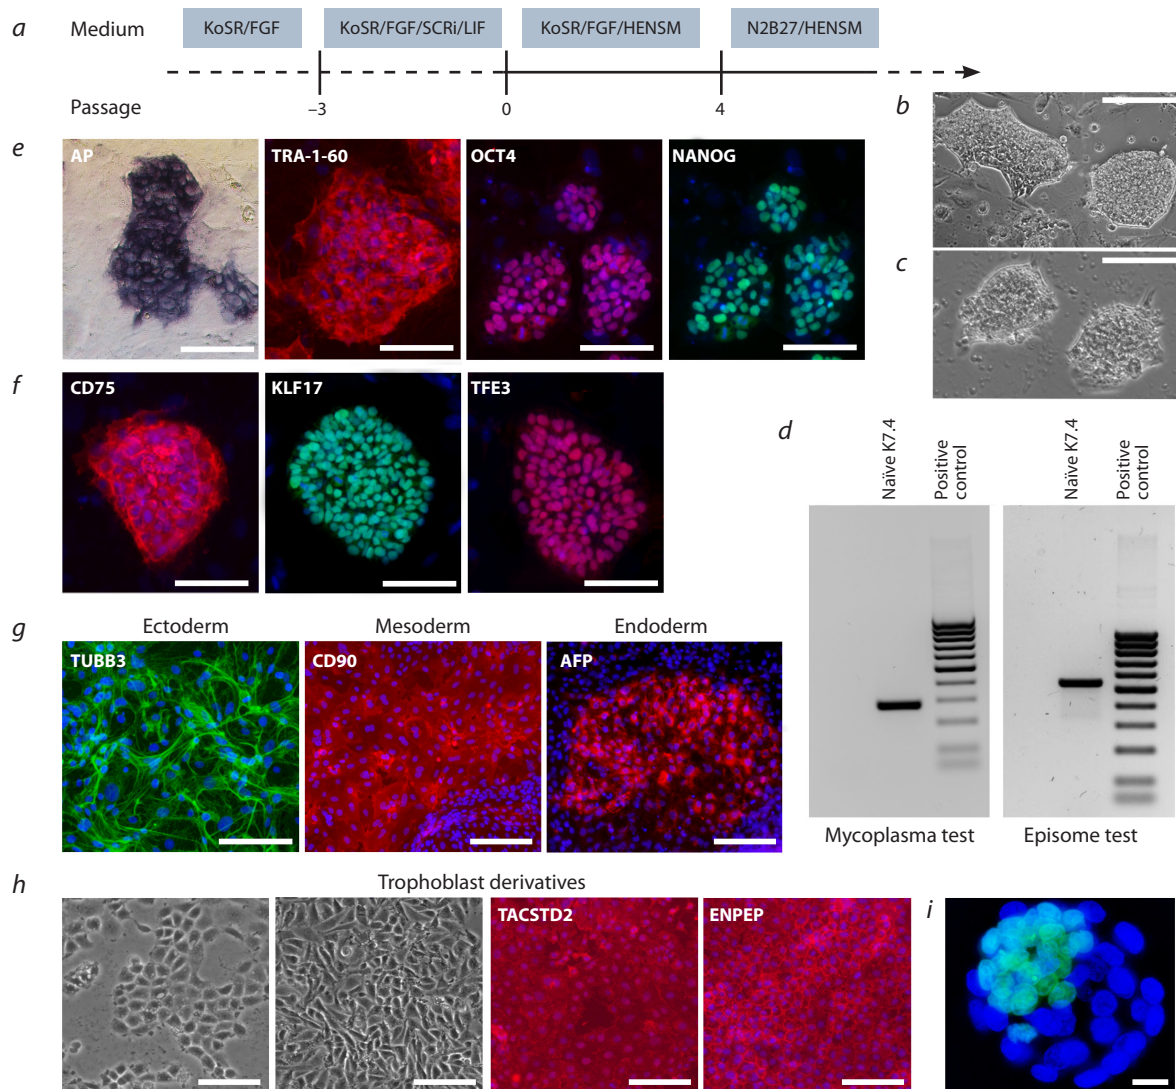 a Medium KoSR/FGF KoSR/FGF/SCRi/LIF KoSR/FGF/HENSM N2B27/HENSM
Passage –3 0 4
b
e AP TRA-1-60 OCT4 NANOG
c
f CD75 KLF17 TFE3
d Naïve K7.4 Positive control Naïve K7.4 Positive control
g Ectoderm Mesoderm Endoderm
TUBB3 CD90 AFP
Mycoplasma test Episome test
h Trophoblast derivatives
TACSTD2 ENPEP i